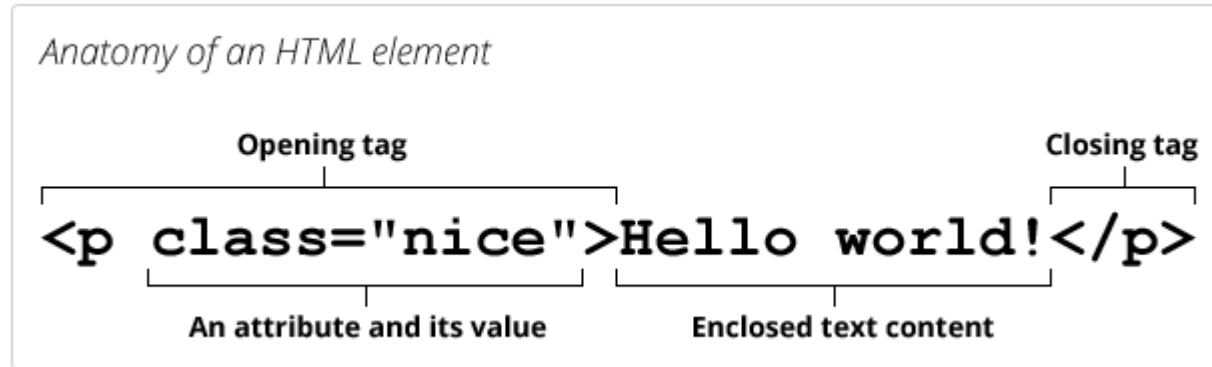 Anatomy of an HTML element
Opening tag Closing tag
<p class="nice">Hello world!</p>
An attribute and its value Enclosed text content